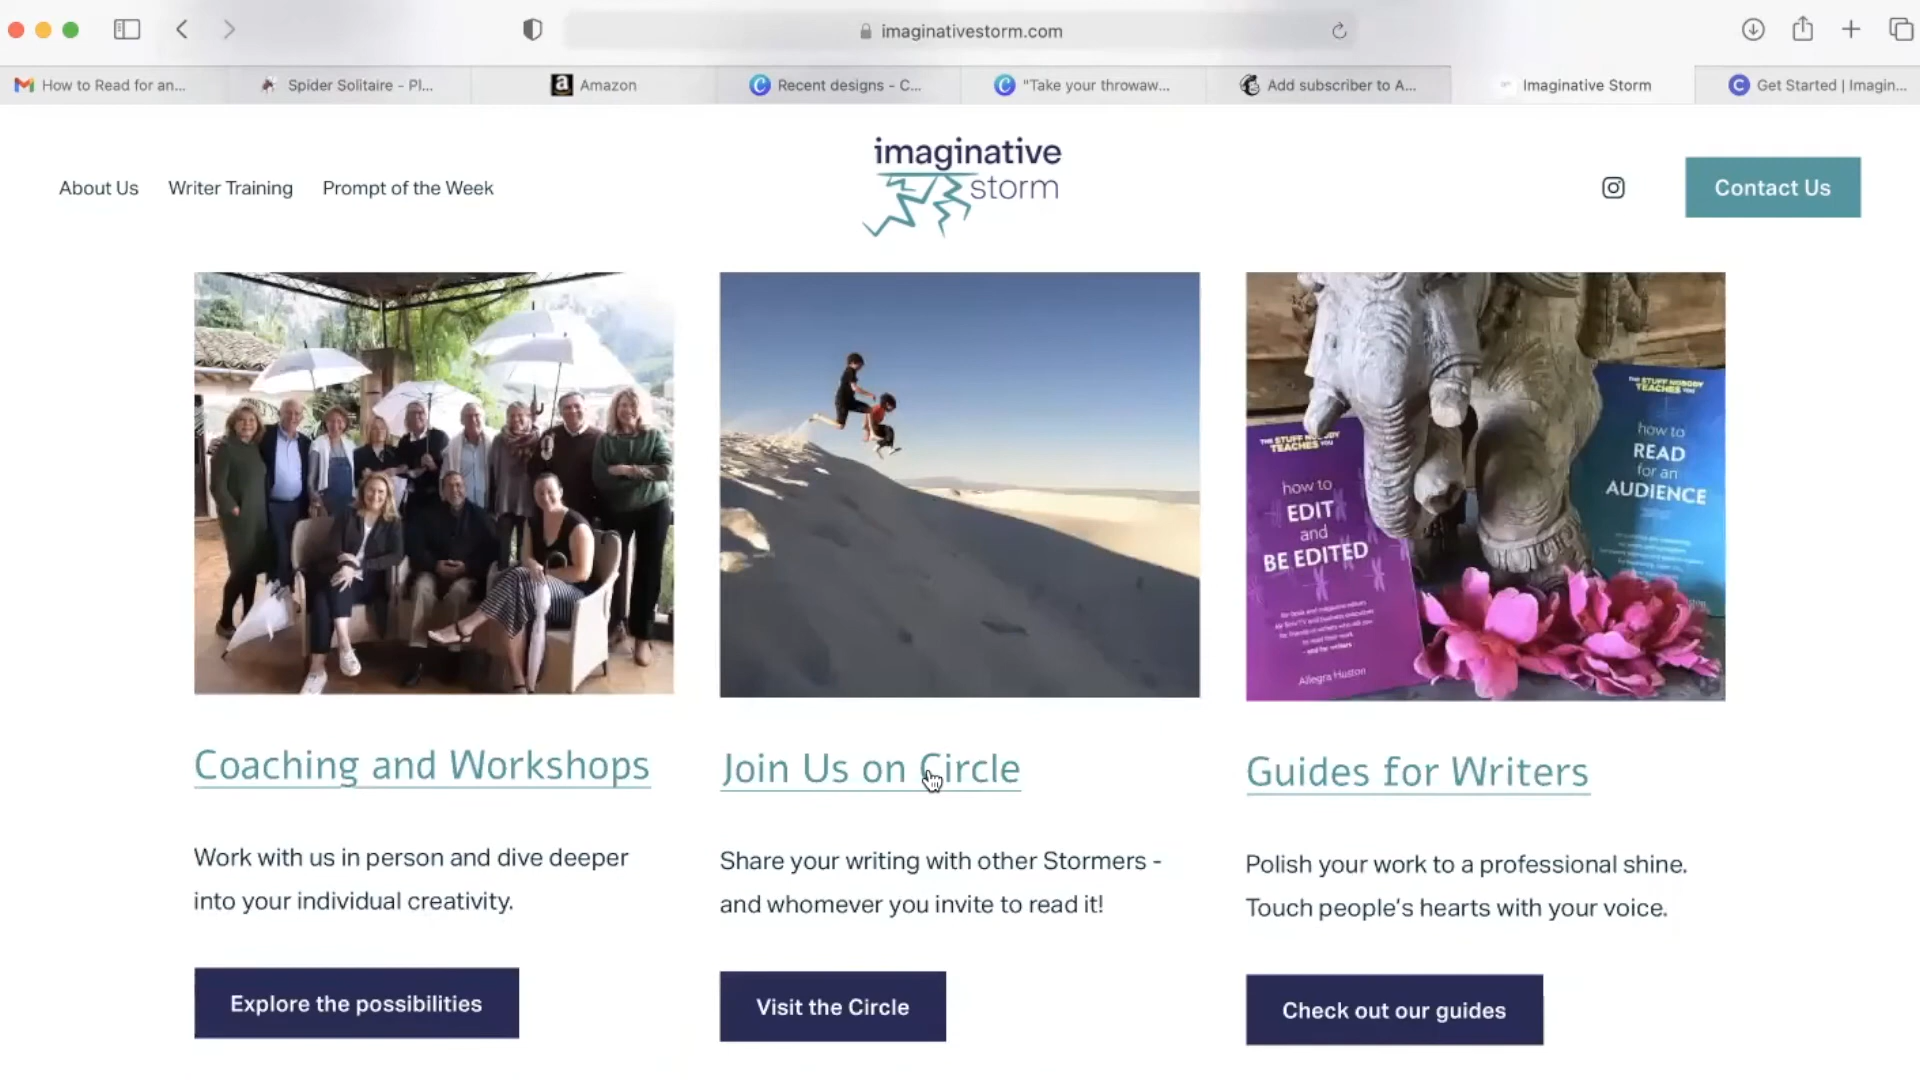 imaginativestorm.com
How to Read for an...
Spider Solitaire - Pl...
Amazon
Recent designs - C...
"Take your throwaw...
Add subscriber to A...
Imaginative Storm
Get Started | Imagin...
About Us
Writer Training
Prompt of the Week
imaginative
storm
Contact Us
THE STUFF NOBODY
TEACHES YOU
how to
EDIT
and
BE EDITED
Allegra Huston
THE STUFF NOBODY
TEACHES YOU
how to
READ
for an
AUDIENCE
Coaching and Workshops
Work with us in person and dive deeper
into your individual creativity.
Explore the possibilities
Join Us on Circle
Share your writing with other Stormers -
and whomever you invite to read it!
Visit the Circle
Guides for Writers
Polish your work to a professional shine.
Touch people's hearts with your voice.
Check out our guides